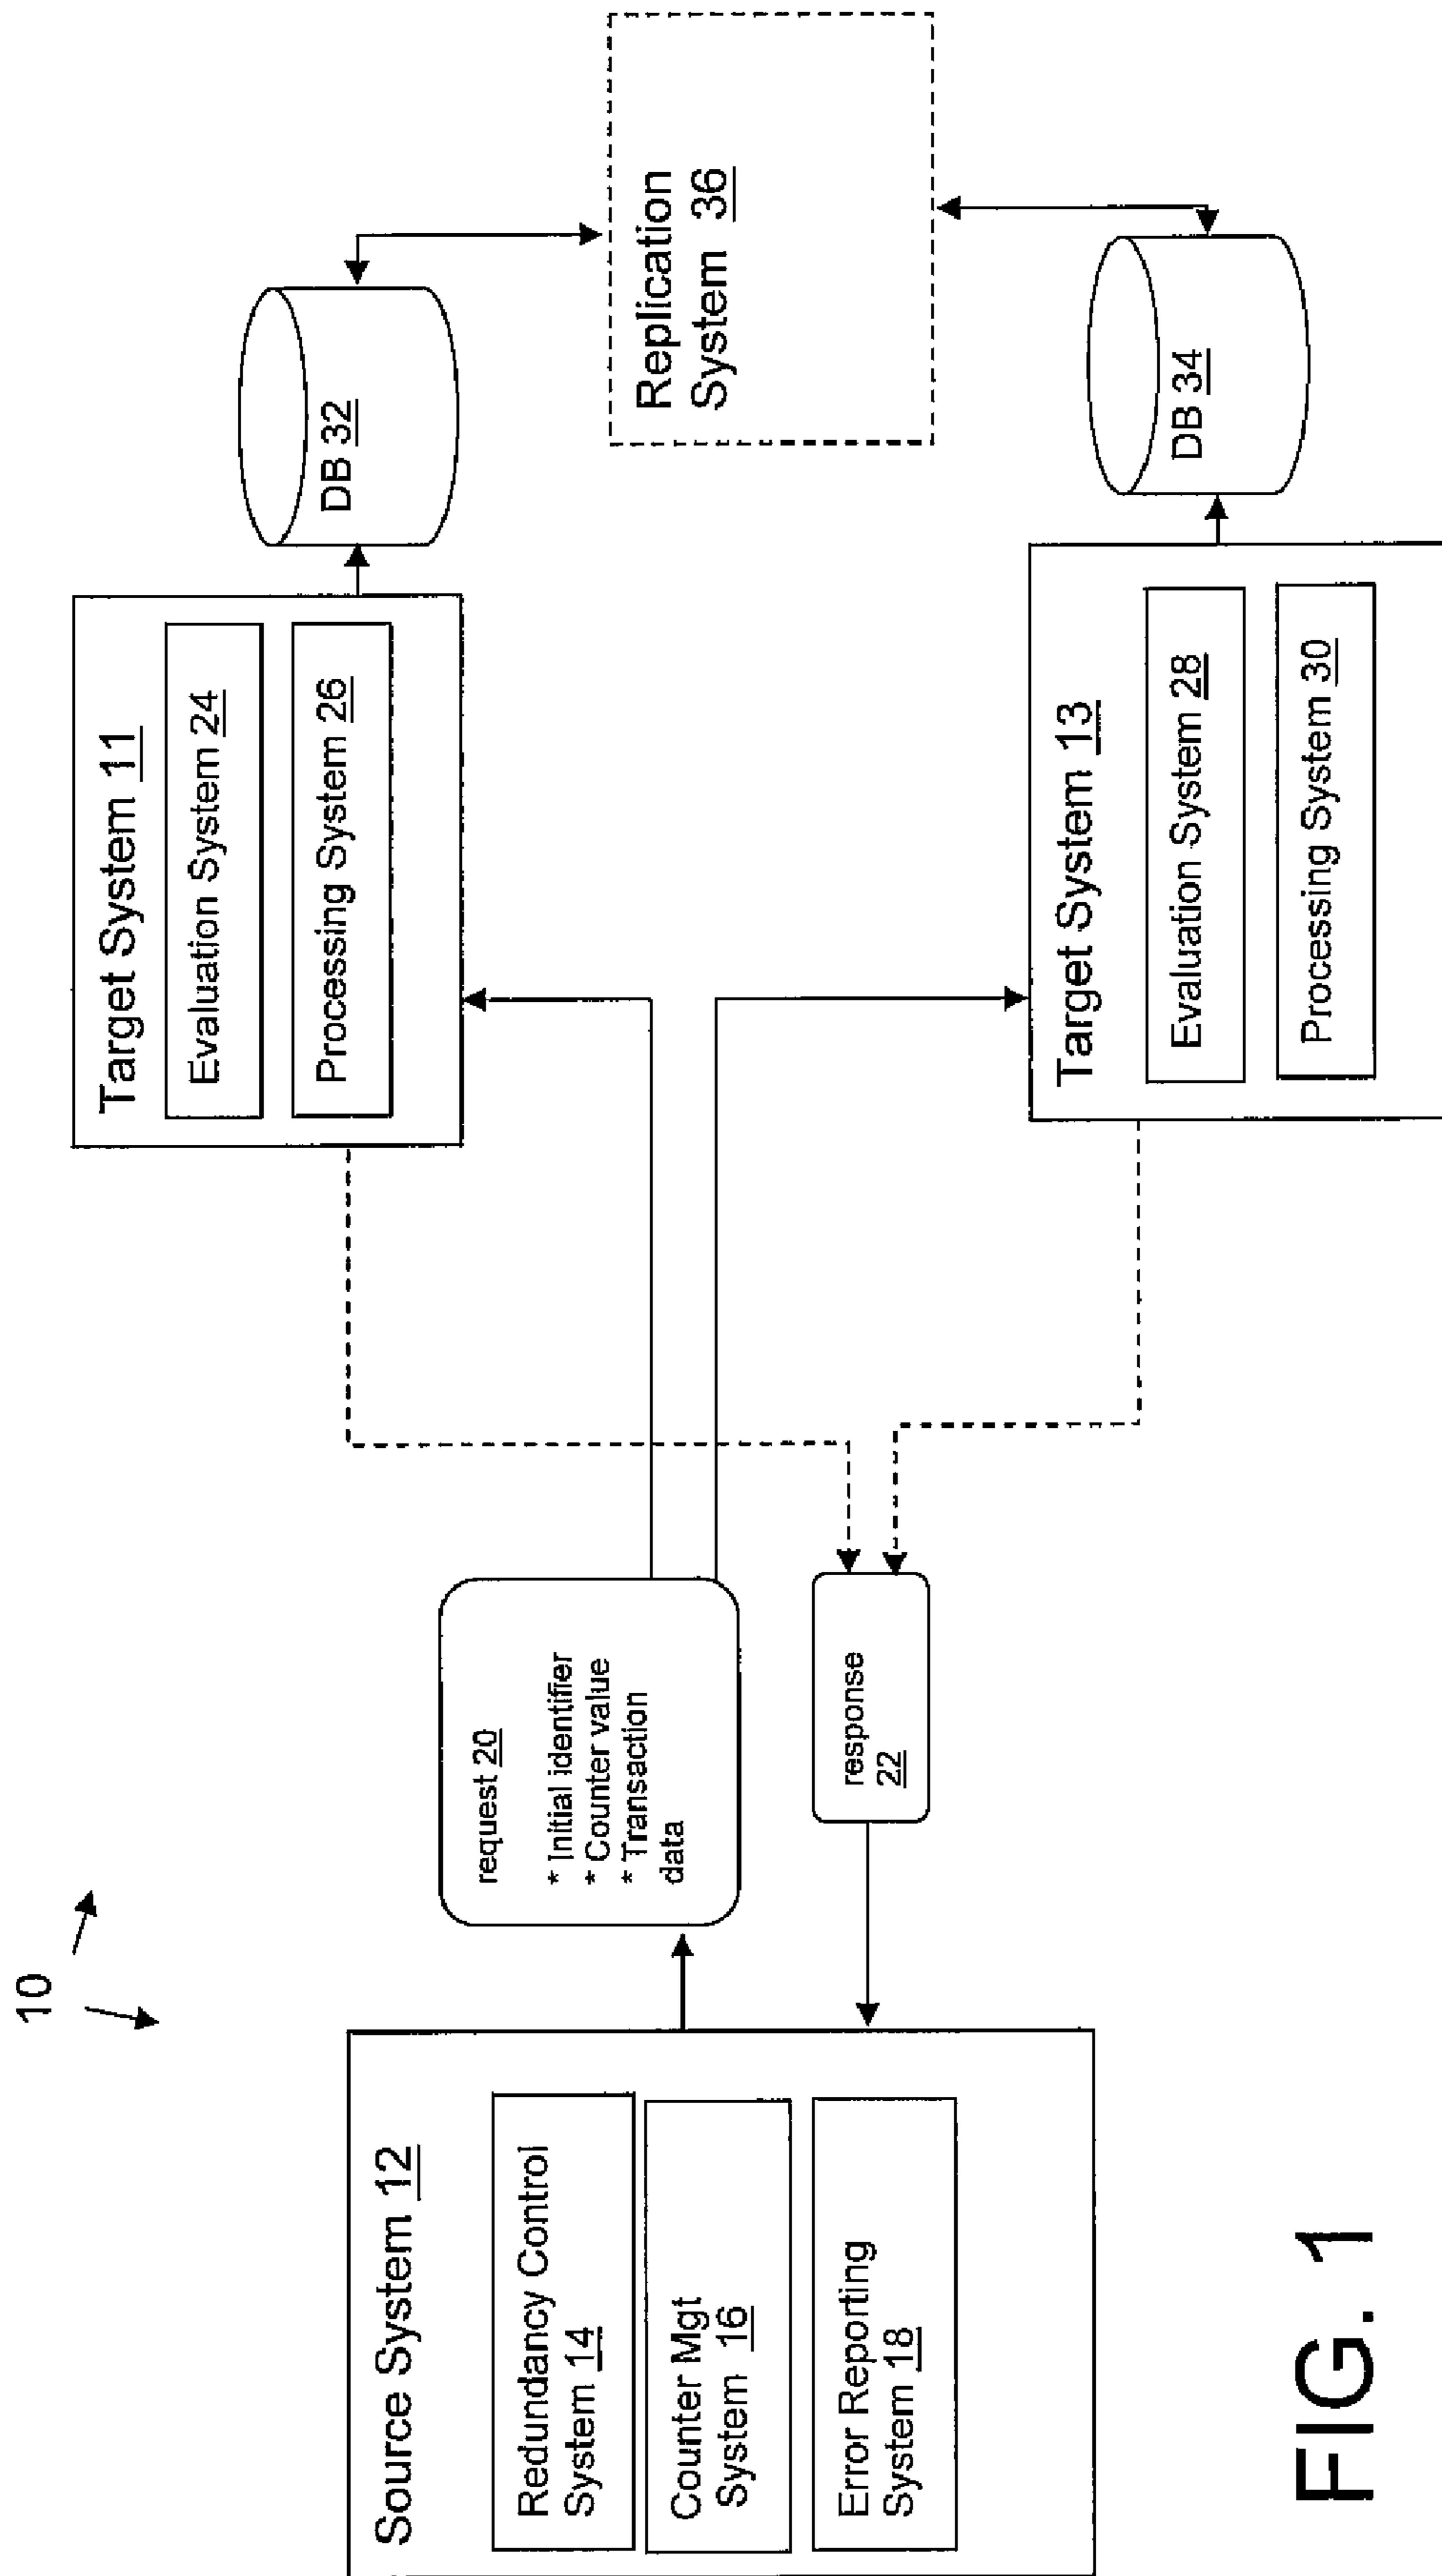 10
Source System 12
Redundancy Control
System 14
Counter Mgt
System 16
Error Reporting
System 18
request 20
* Initial identifier
* Counter value
* Transaction
data
response
22
Target System 11
Evaluation System 24
Processing System 26
DB 32
Replication
System 36
Target System 13
Evaluation System 28
Processing System 30
DB 34
FIG. 1